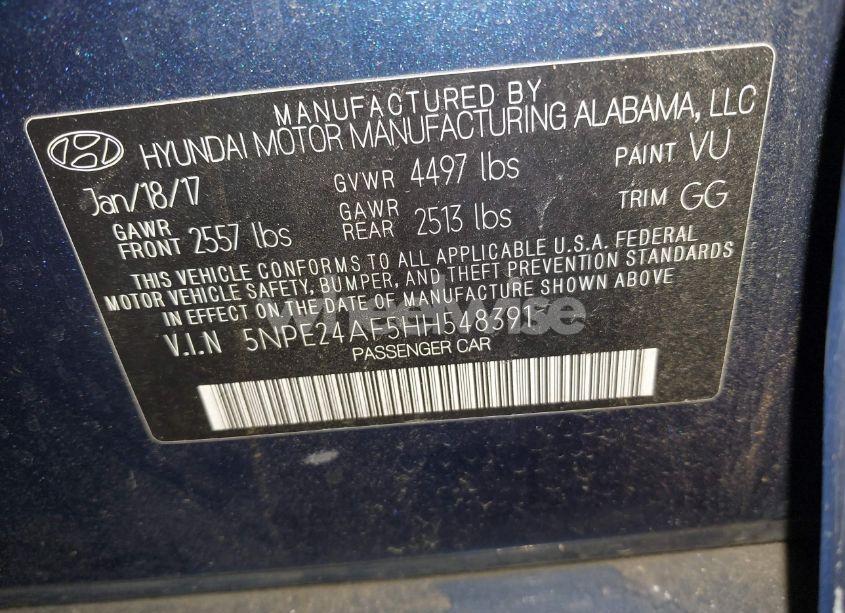 MANUFACTURED BY
HYUNDAI MOTOR MANUFACTURING ALABAMA, LLC
Jan/18/17 GVWR 4497 lbs PAINT VU
GAWR FRONT 2557 lbs GAWR REAR 2513 lbs TRIM GG
THIS VEHICLE CONFORMS TO ALL APPLICABLE U.S.A. FEDERAL
MOTOR VEHICLE SAFETY, BUMPER, AND THEFT PREVENTION STANDARDS
IN EFFECT ON THE DATE OF MANUFACTURE SHOWN ABOVE
V.I.N 5NPE24AF5HH548391
PASSENGER CAR
wheelwise